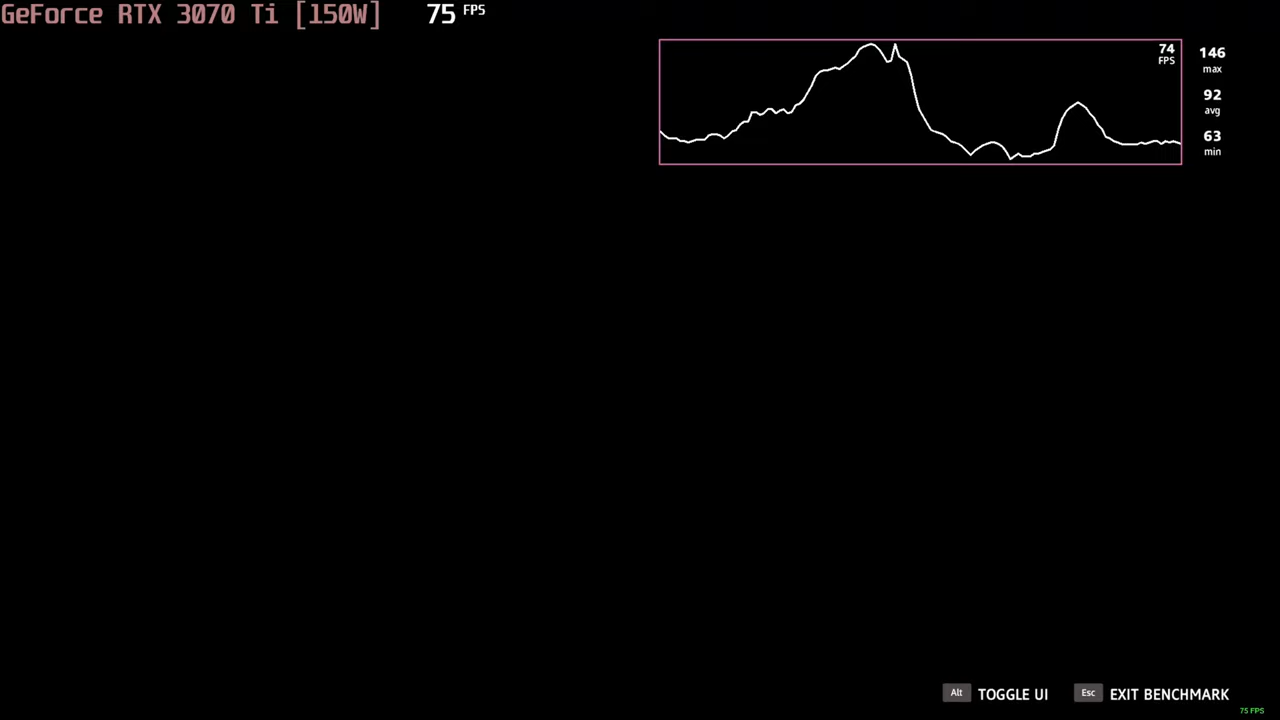 GeForce RTX 3070 Ti [150W] 75 FPS
74
FPS
146
max
92
avg
63
min
Alt TOGGLE UI Esc EXIT BENCHMARK
75 FPS